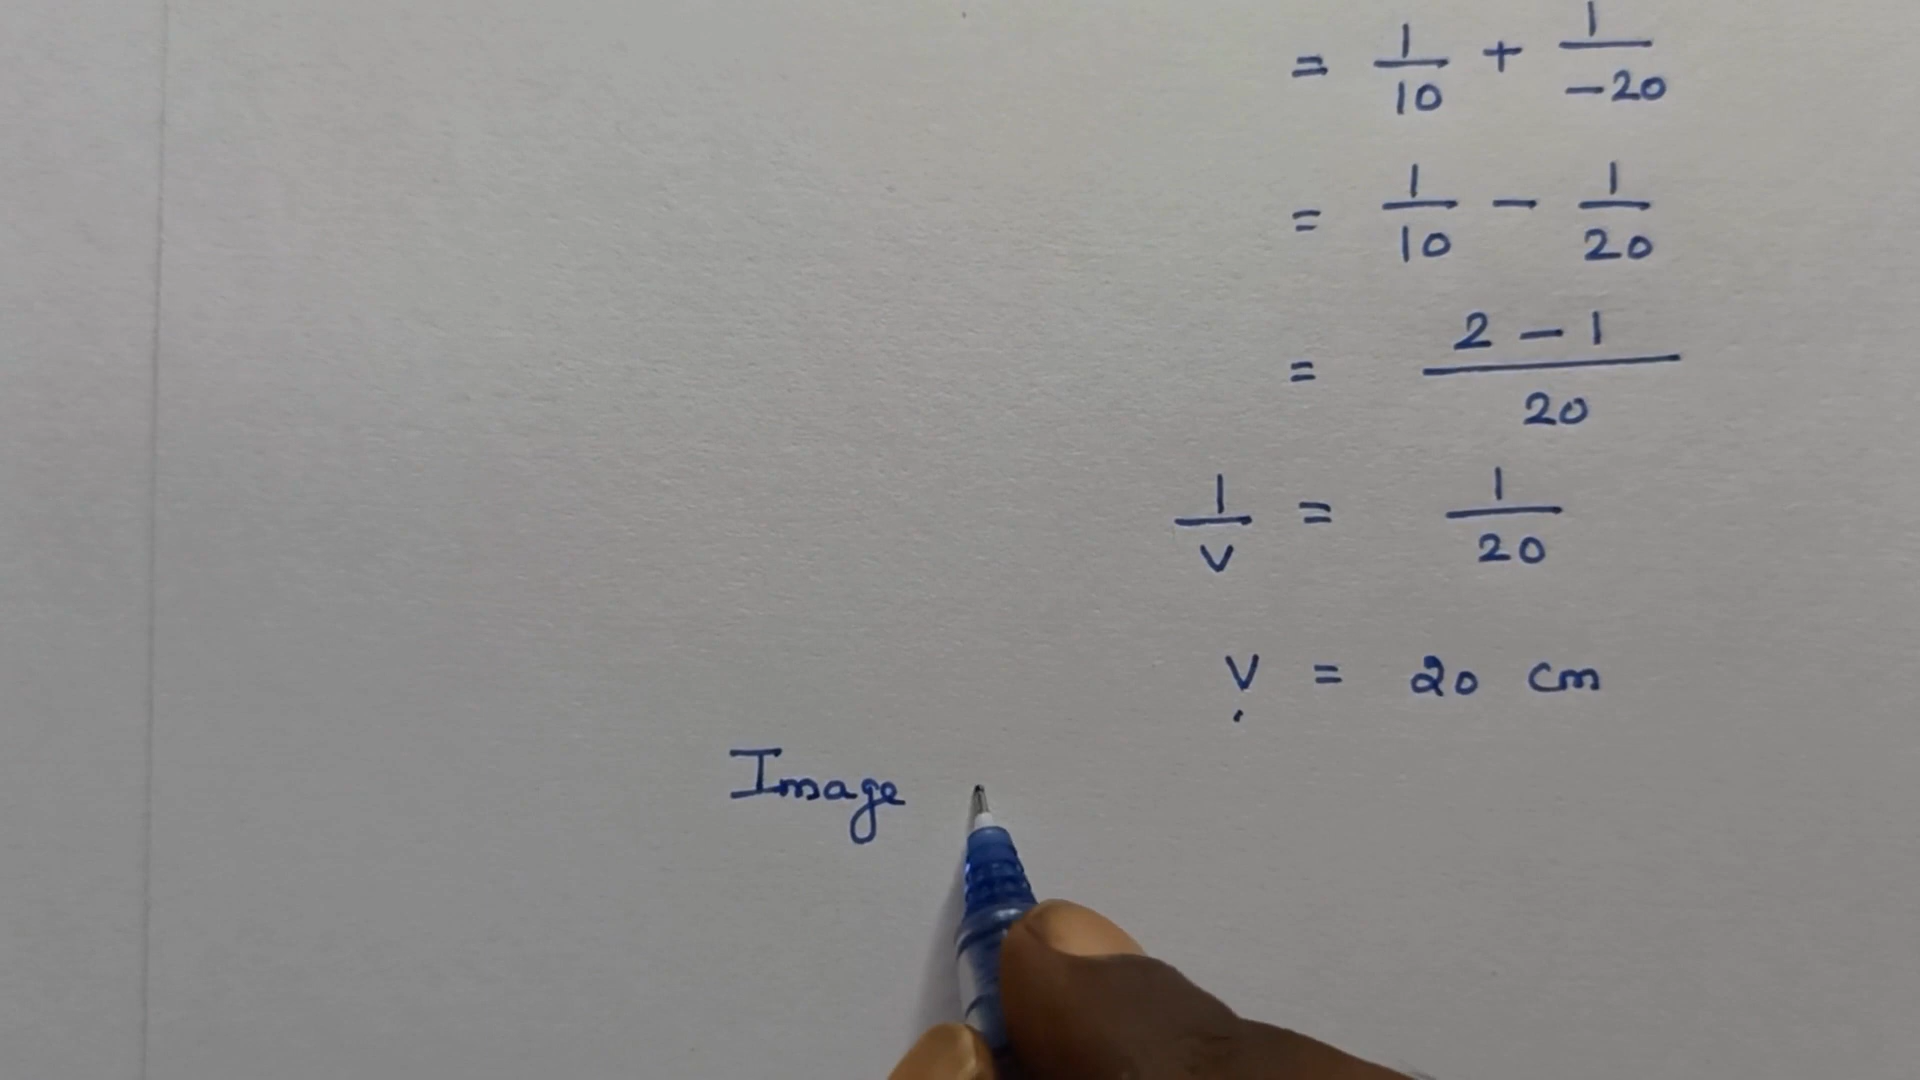 = 1/10 + 1/-20
= 1/10 - 1/20
= 2 - 1/20
1/v = 1/20
v = 20 cm
Image